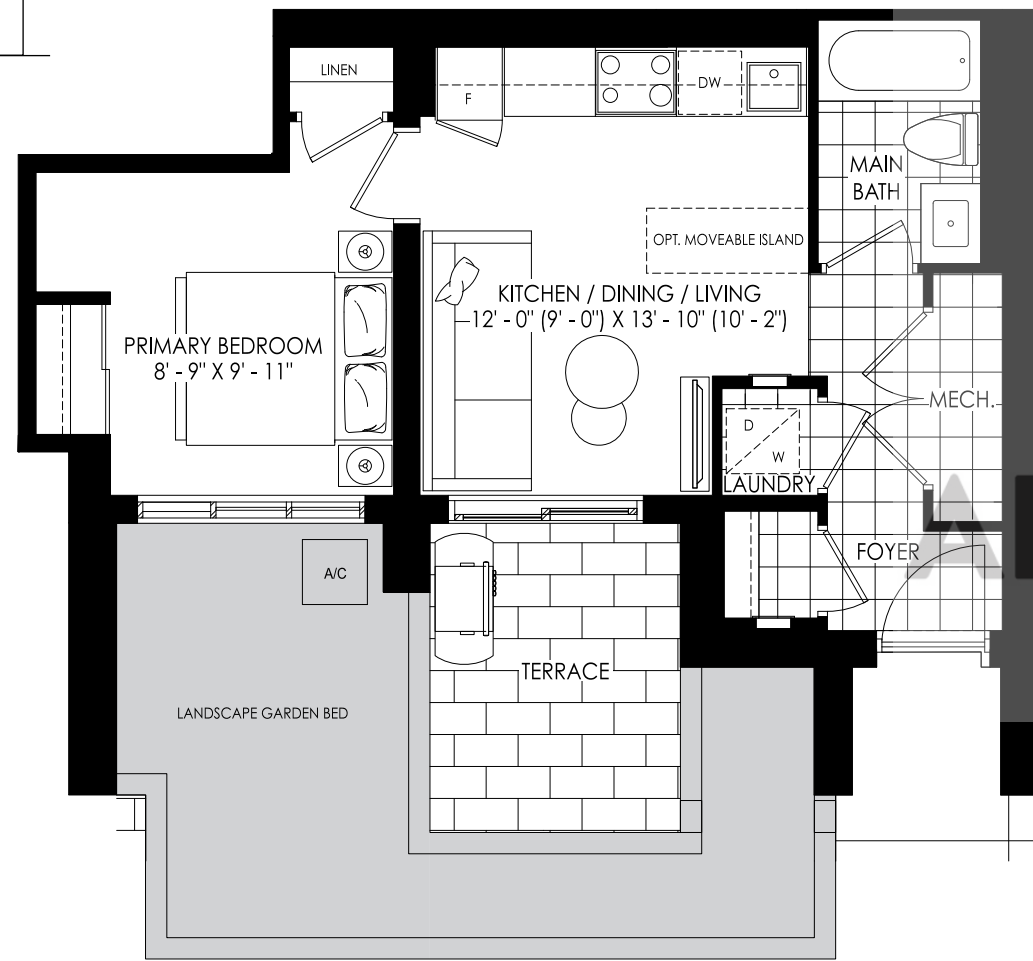 LINEN
F
DW
MAIN
BATH
OPT. MOVEABLE ISLAND
KITCHEN / DINING / LIVING
12' - 0" (9' - 0") X 13' - 10" (10' - 2")
PRIMARY BEDROOM
8' - 9" X 9' - 11"
MECH.
D
W
LAUNDRY
FOYER
A/C
TERRACE
LANDSCAPE GARDEN BED